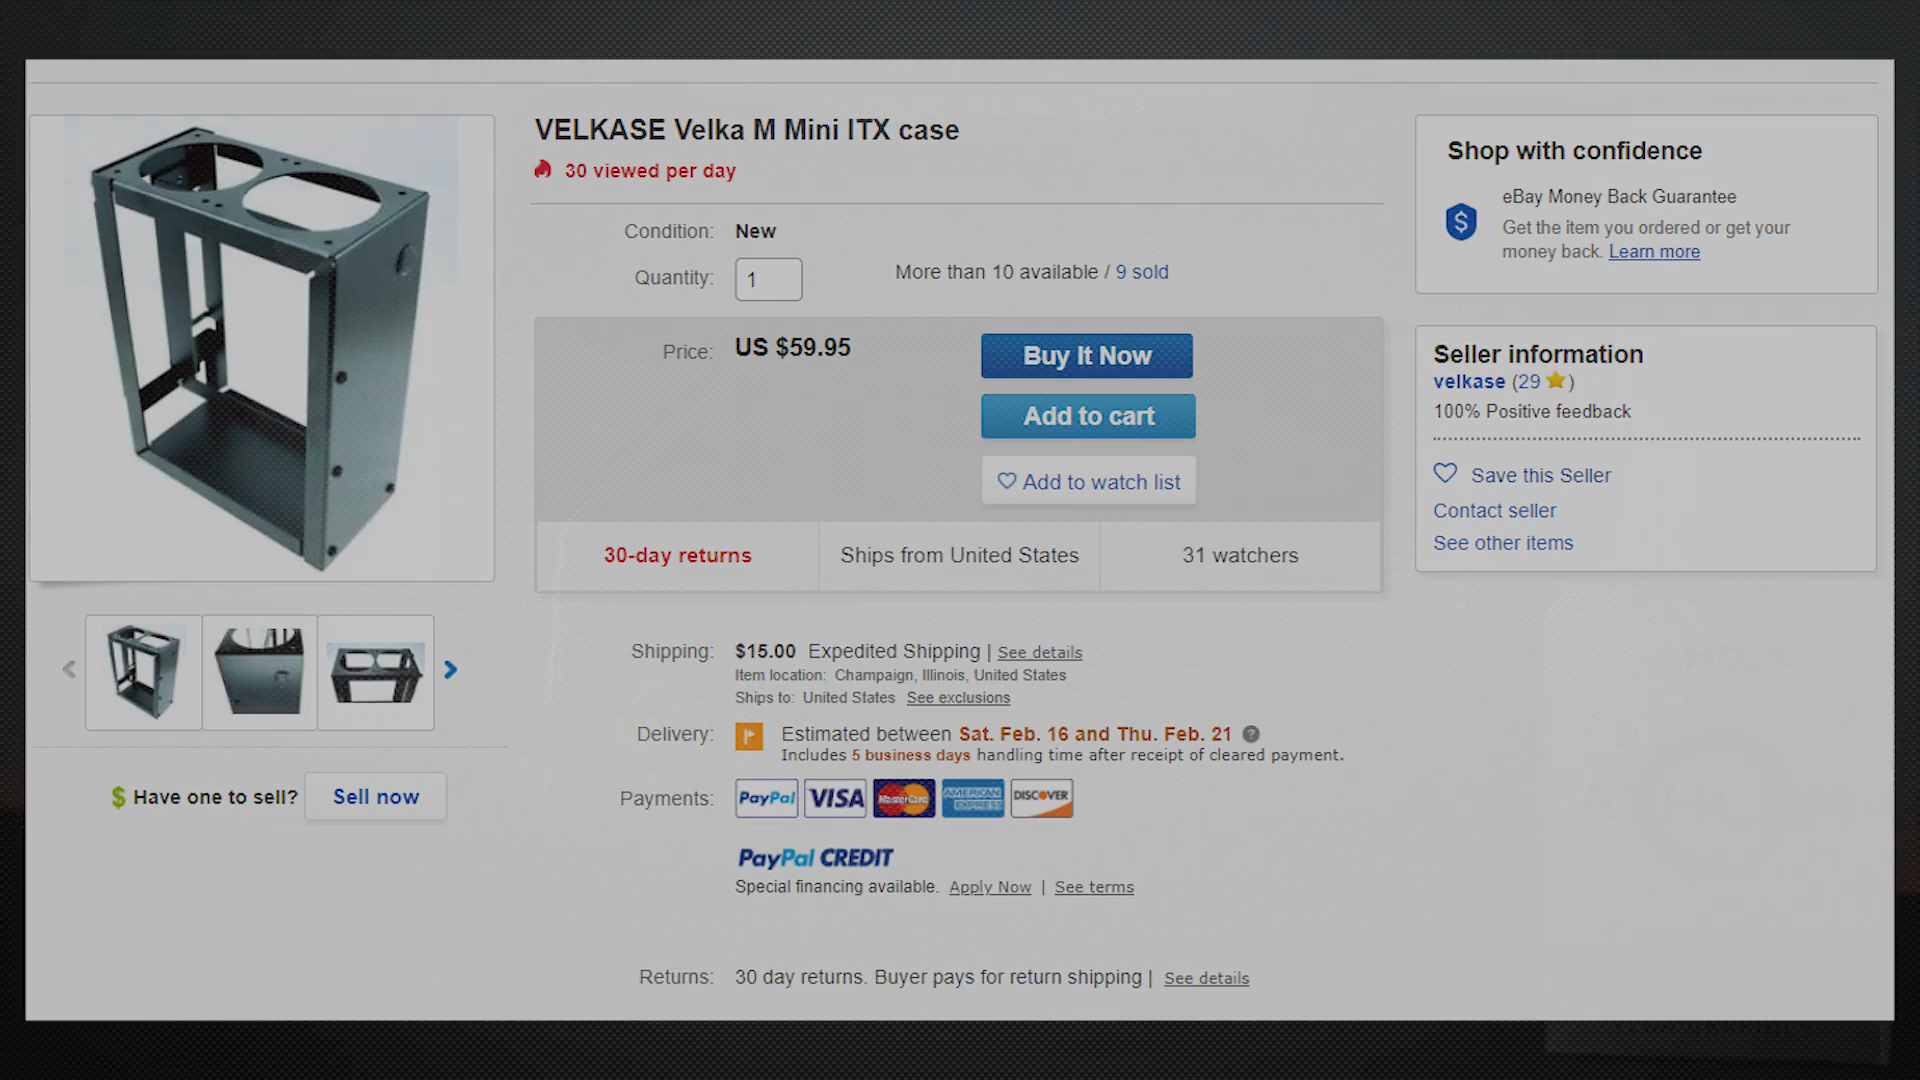 VELKASE Velka M Mini ITX case
30 viewed per day
Condition: New
Quantity: 1 More than 10 available / 9 sold
Price: US $59.95
Buy It Now
Add to cart
Add to watch list
30-day returns Ships from United States 31 watchers
Shipping: $15.00 Expedited Shipping | See details
Item location: Champaign, Illinois, United States
Ships to: United States See exclusions
Delivery: Estimated between Sat. Feb. 16 and Thu. Feb. 21 ?
Includes 5 business days handling time after receipt of cleared payment.
Payments: PayPal VISA MasterCard AMERICAN EXPRESS DISCOVER
PayPal CREDIT
Special financing available. Apply Now | See terms
Returns: 30 day returns. Buyer pays for return shipping | See details
$ Have one to sell? Sell now
Shop with confidence
$ eBay Money Back Guarantee
Get the item you ordered or get your
money back. Learn more
Seller information
velkase (29 ★)
100% Positive feedback
Save this Seller
Contact seller
See other items